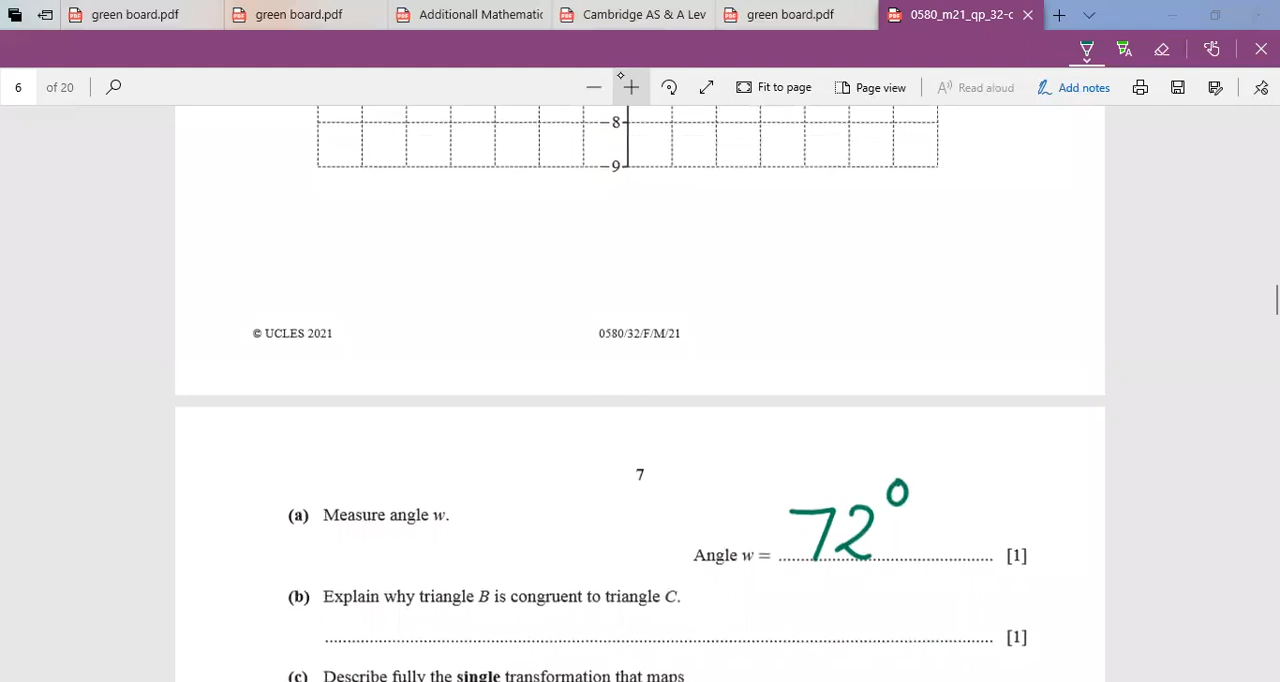 green board.pdf green board.pdf Additionall Mathematic Cambridge AS & A Lev green board.pdf 0580_m21_qp_32-c
6 of 20 Fit to page Page view Read aloud Add notes
-8
-9
© UCLES 2021 0580/32/F/M/21
7
(a) Measure angle w.
72°
Angle w = ........................................ [1]
(b) Explain why triangle B is congruent to triangle C.
........................................ [1]
(c) Describe fully the single transformation that maps